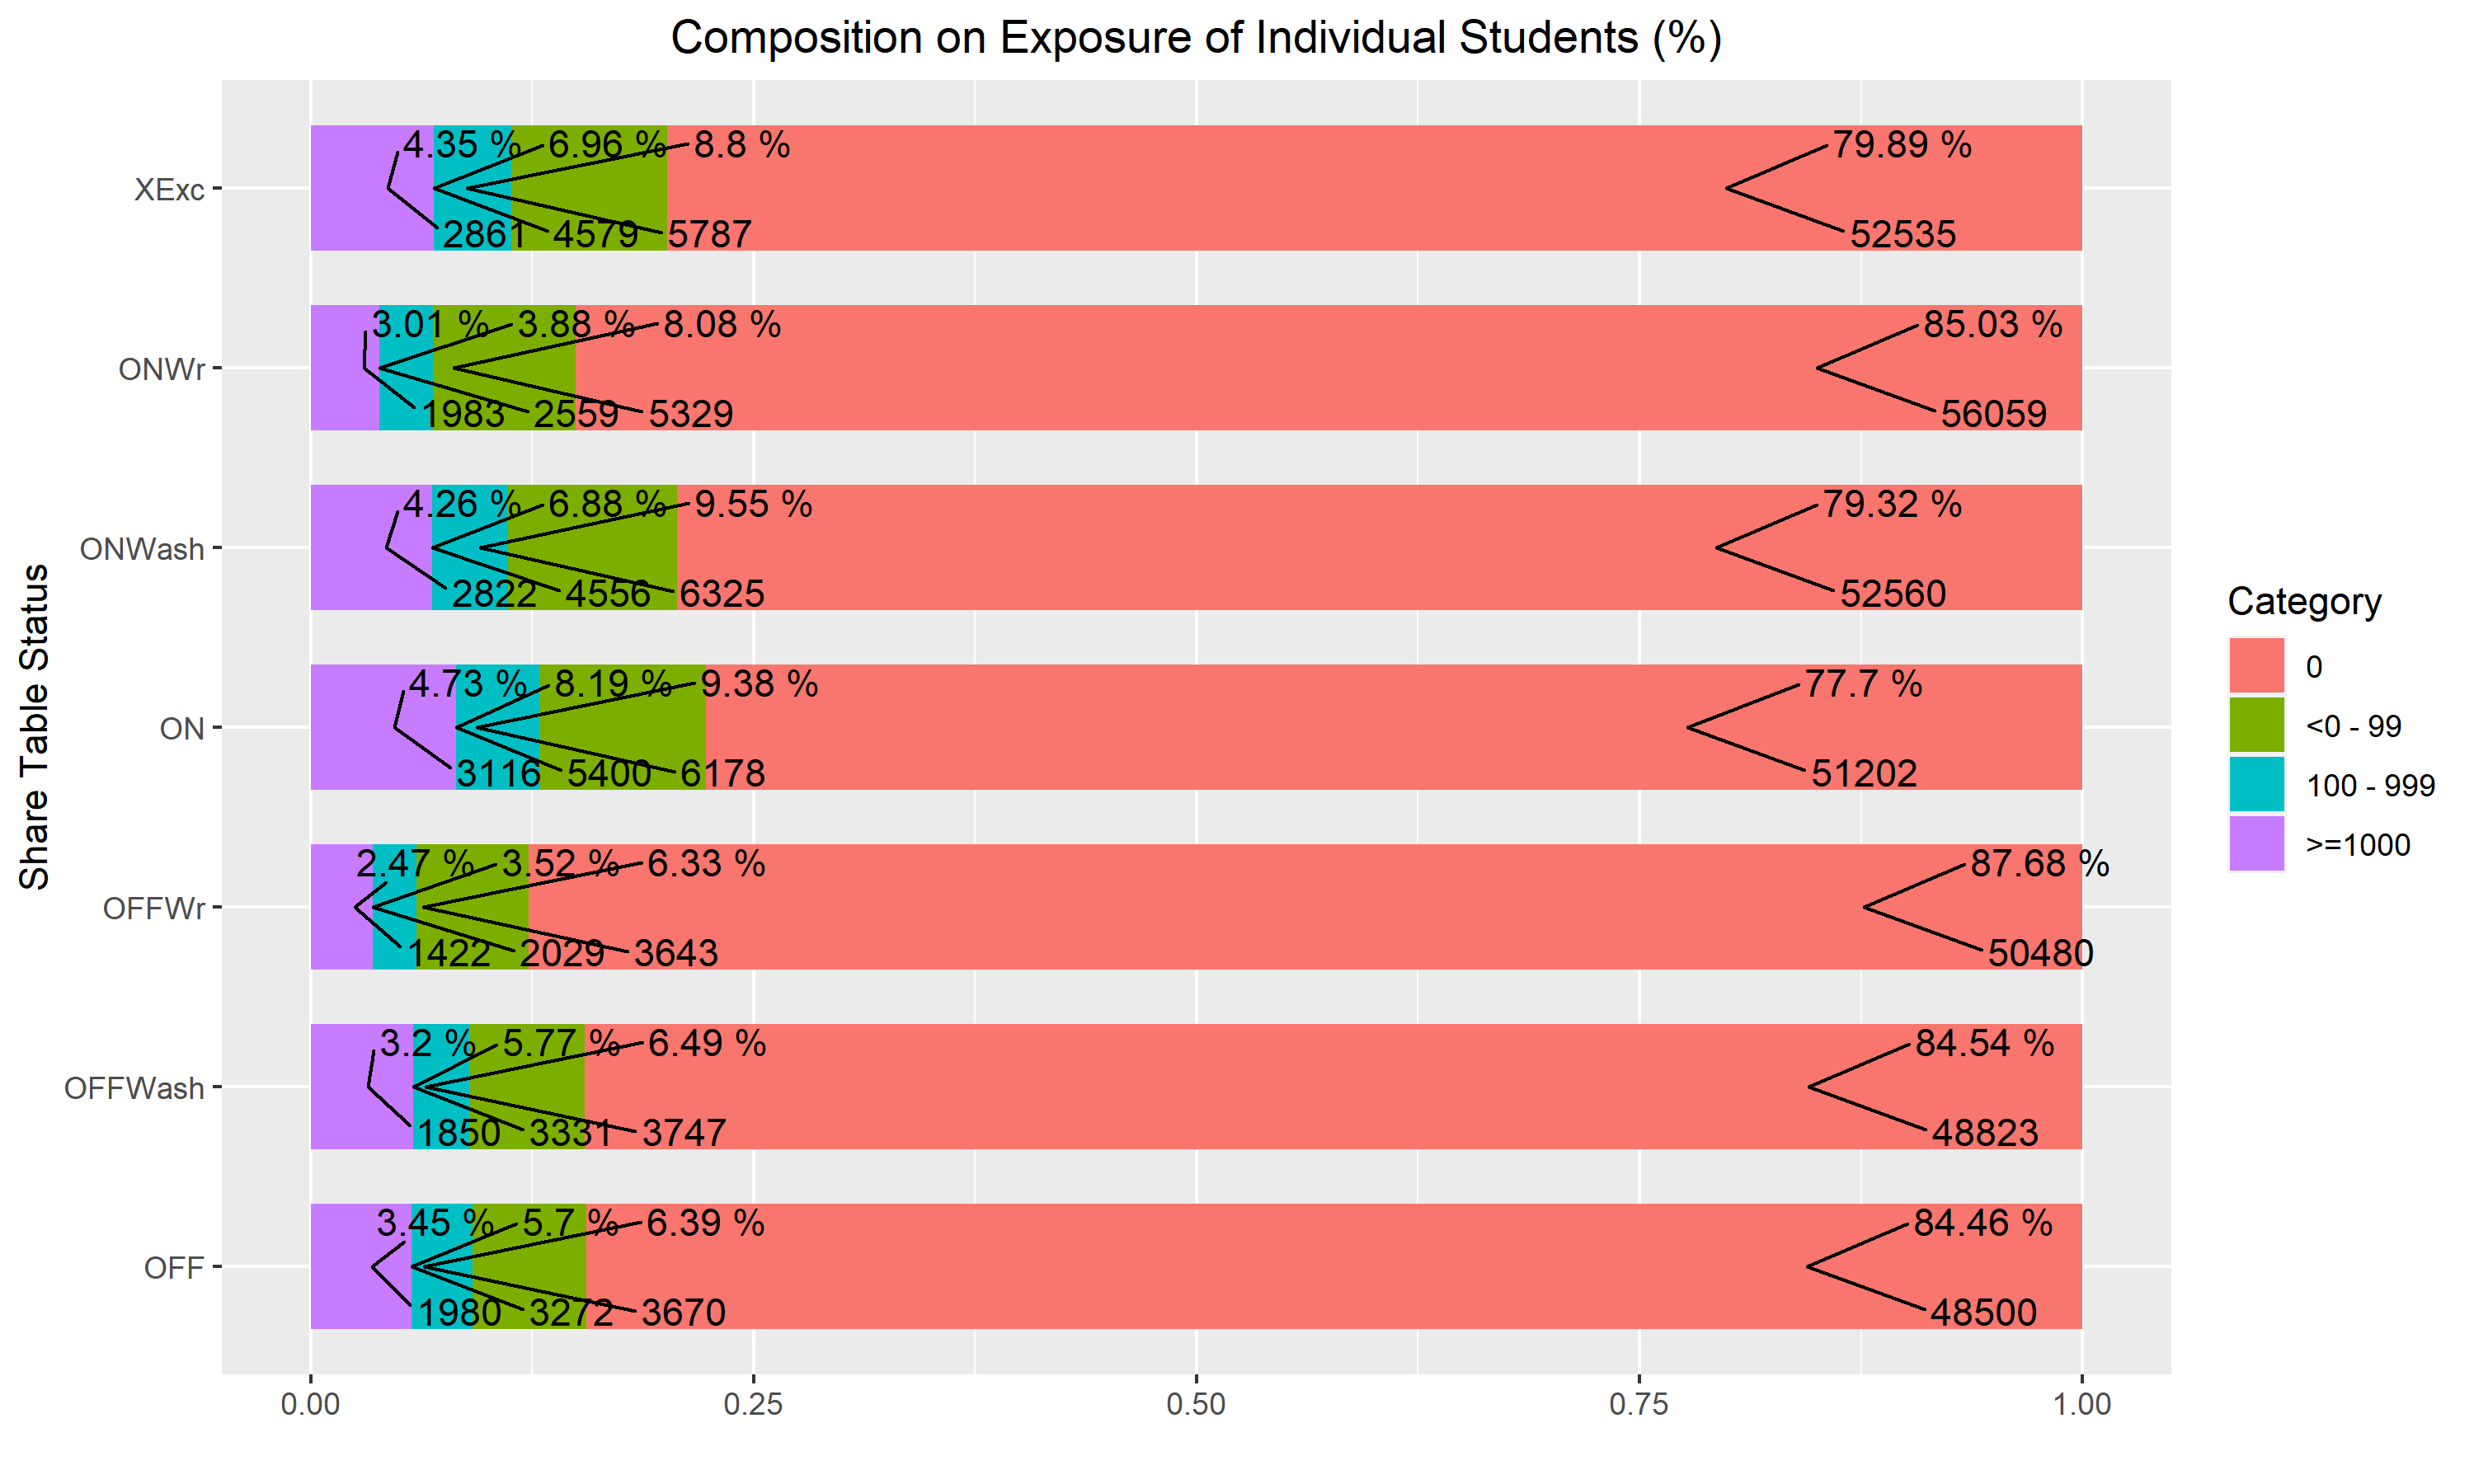 Composition on Exposure of Individual Students (%)
Share Table Status
XExc
4.35 % 6.96 % 8.8 % 79.89 %
2861 4579 5787 52535
ONWr
3.01 % 3.88 % 8.08 % 85.03 %
1983 2559 5329 56059
ONWash
4.26 % 6.88 % 9.55 % 79.32 %
2822 4556 6325 52560
ON
4.73 % 8.19 % 9.38 % 77.7 %
3116 5400 6178 51202
OFFWr
2.47 % 3.52 % 6.33 % 87.68 %
1422 2029 3643 50480
OFFWash
3.2 % 5.77 % 6.49 % 84.54 %
1850 3331 3747 48823
OFF
3.45 % 5.7 % 6.39 % 84.46 %
1980 3272 3670 48500
0.00 0.25 0.50 0.75 1.00
Category
0
<0 - 99
100 - 999
>=1000